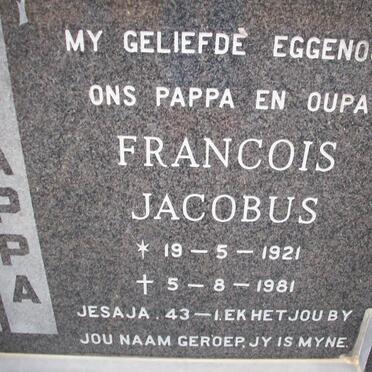 MY GELIEFDE EGGENO
ONS PAPPA EN OUPA
FRANCOIS
JACOBUS
* 19 – 5 – 1921
† 5 – 8 – 1981
JESAJA. 43 – 1. EK HET JOU BY
JOU NAAM GEROEP, JY IS MYNE.
APPA